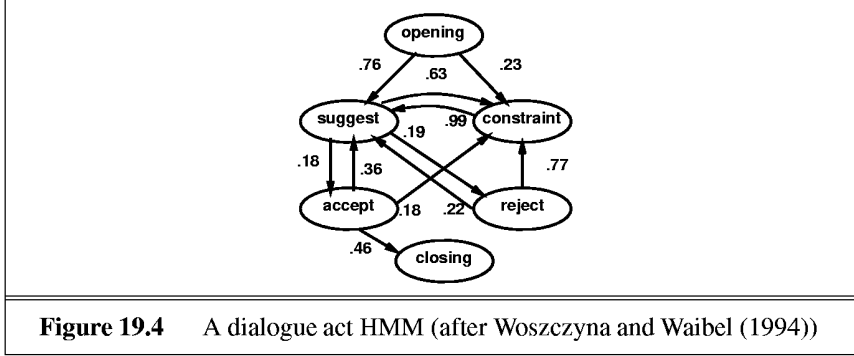 opening
.76
.63
.23
suggest
.99
constraint
.19
.18
.36
.77
accept
.18
.22
reject
.46
closing
Figure 19.4 A dialogue act HMM (after Woszczyna and Waibel (1994))